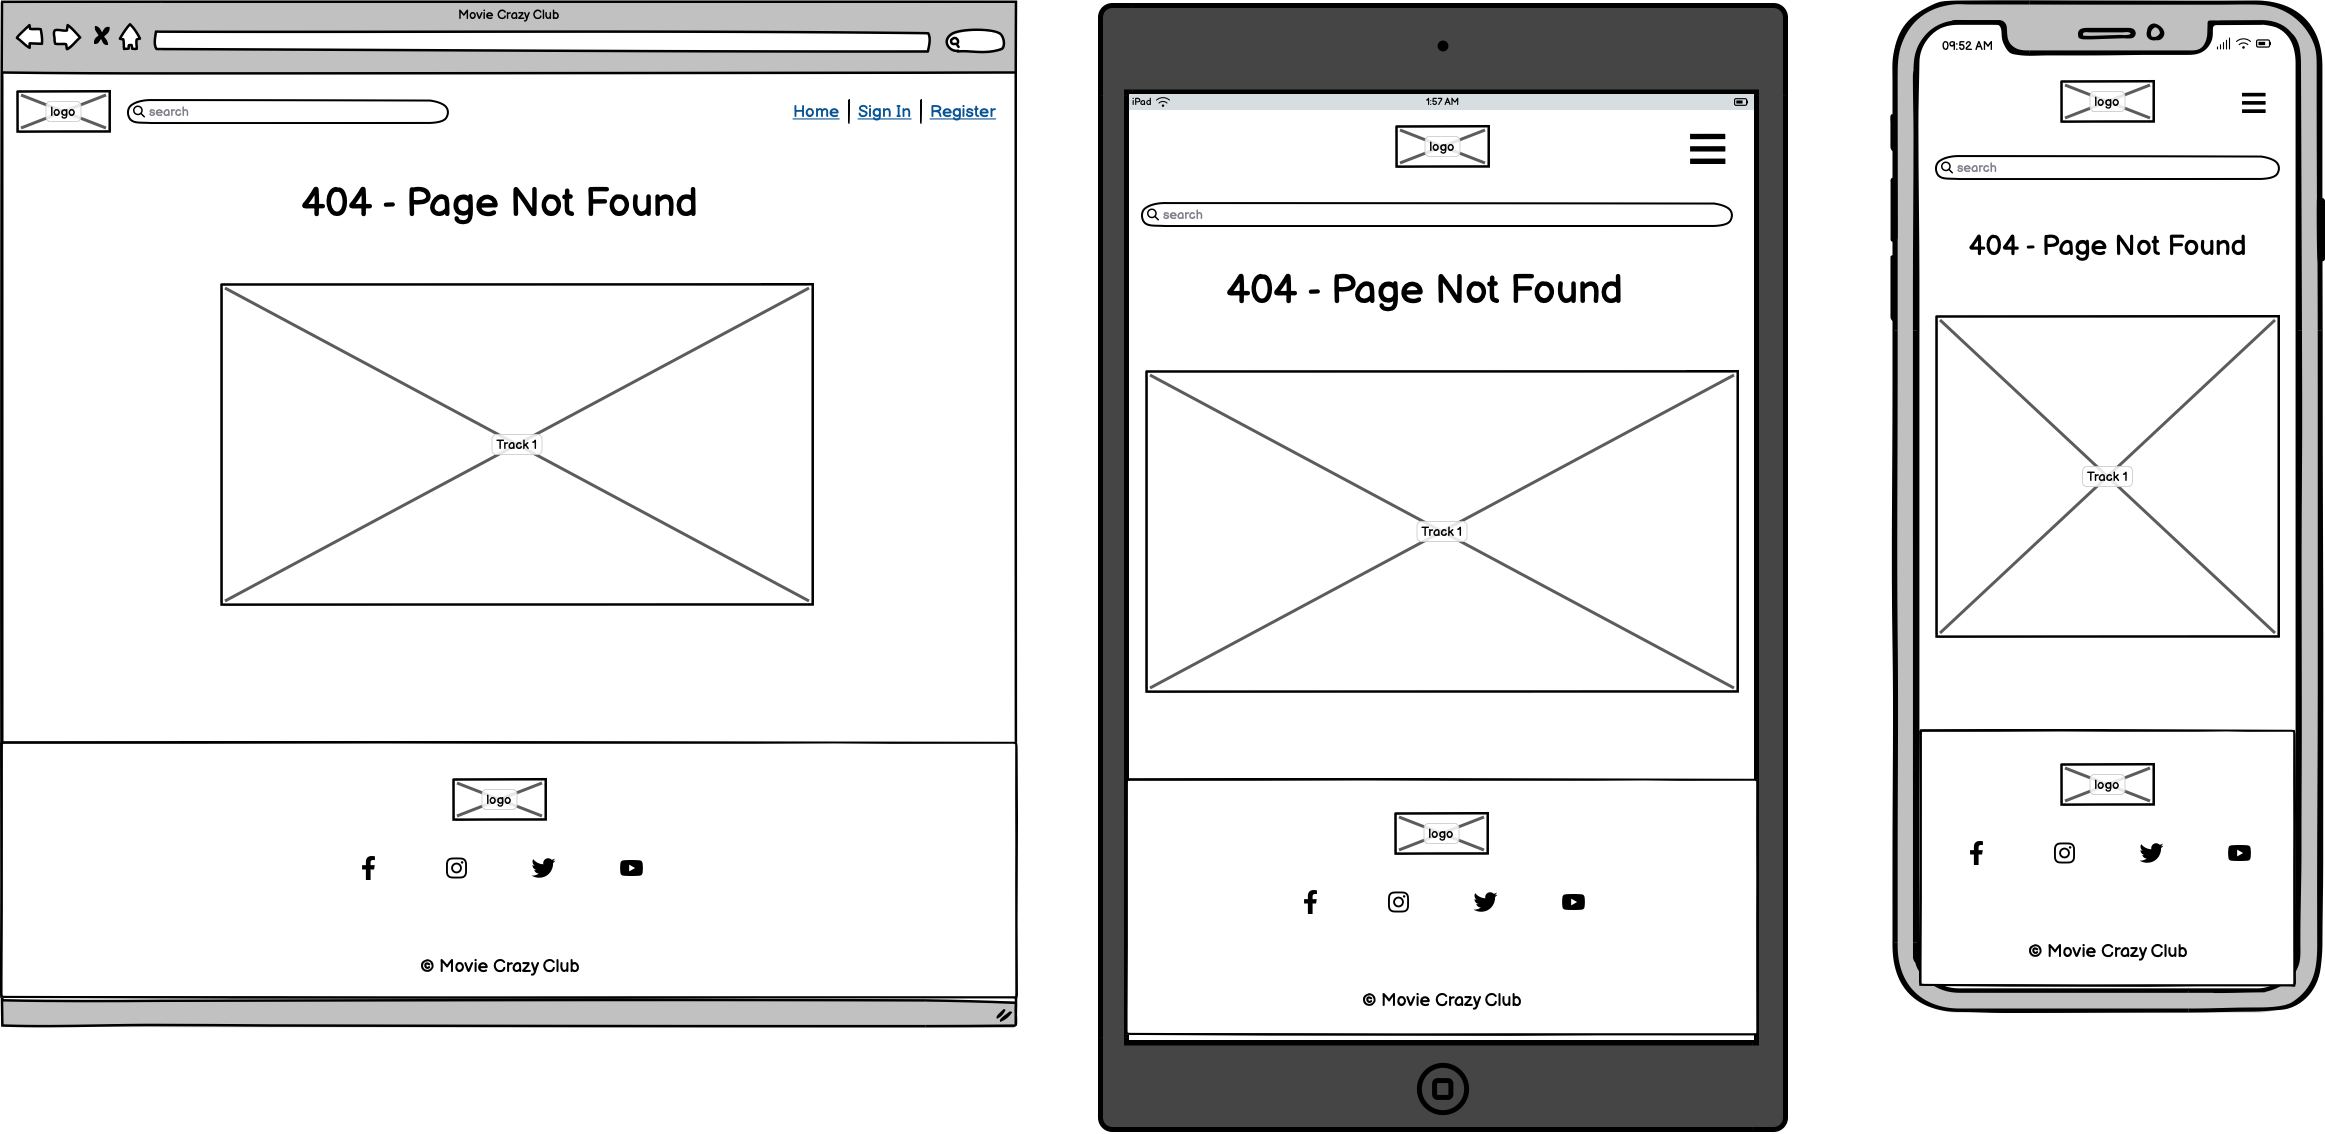 Movie Crazy Club
logo
search
Home
Sign In
Register
404 - Page Not Found
Track 1
logo
© Movie Crazy Club
iPad
1:57 AM
logo
search
404 - Page Not Found
Track 1
logo
© Movie Crazy Club
09:52 AM
logo
search
404 - Page Not Found
Track 1
logo
© Movie Crazy Club